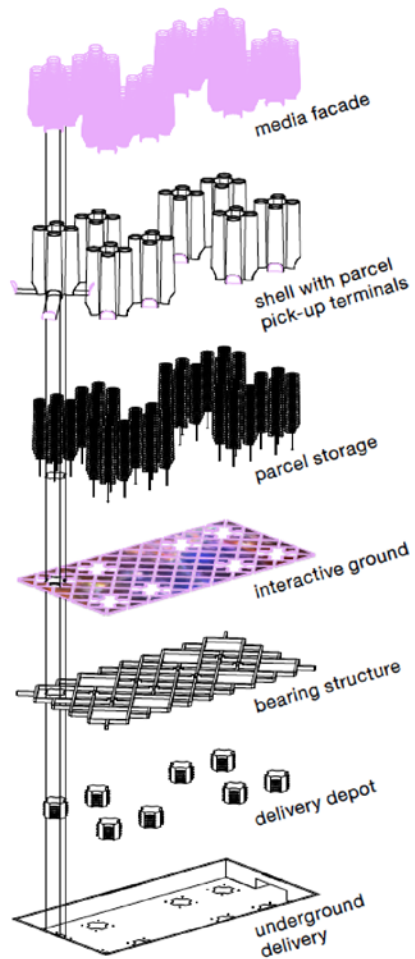 media facade
shell with parcel
pick-up terminals
parcel storage
interactive ground
bearing structure
delivery depot
underground
delivery